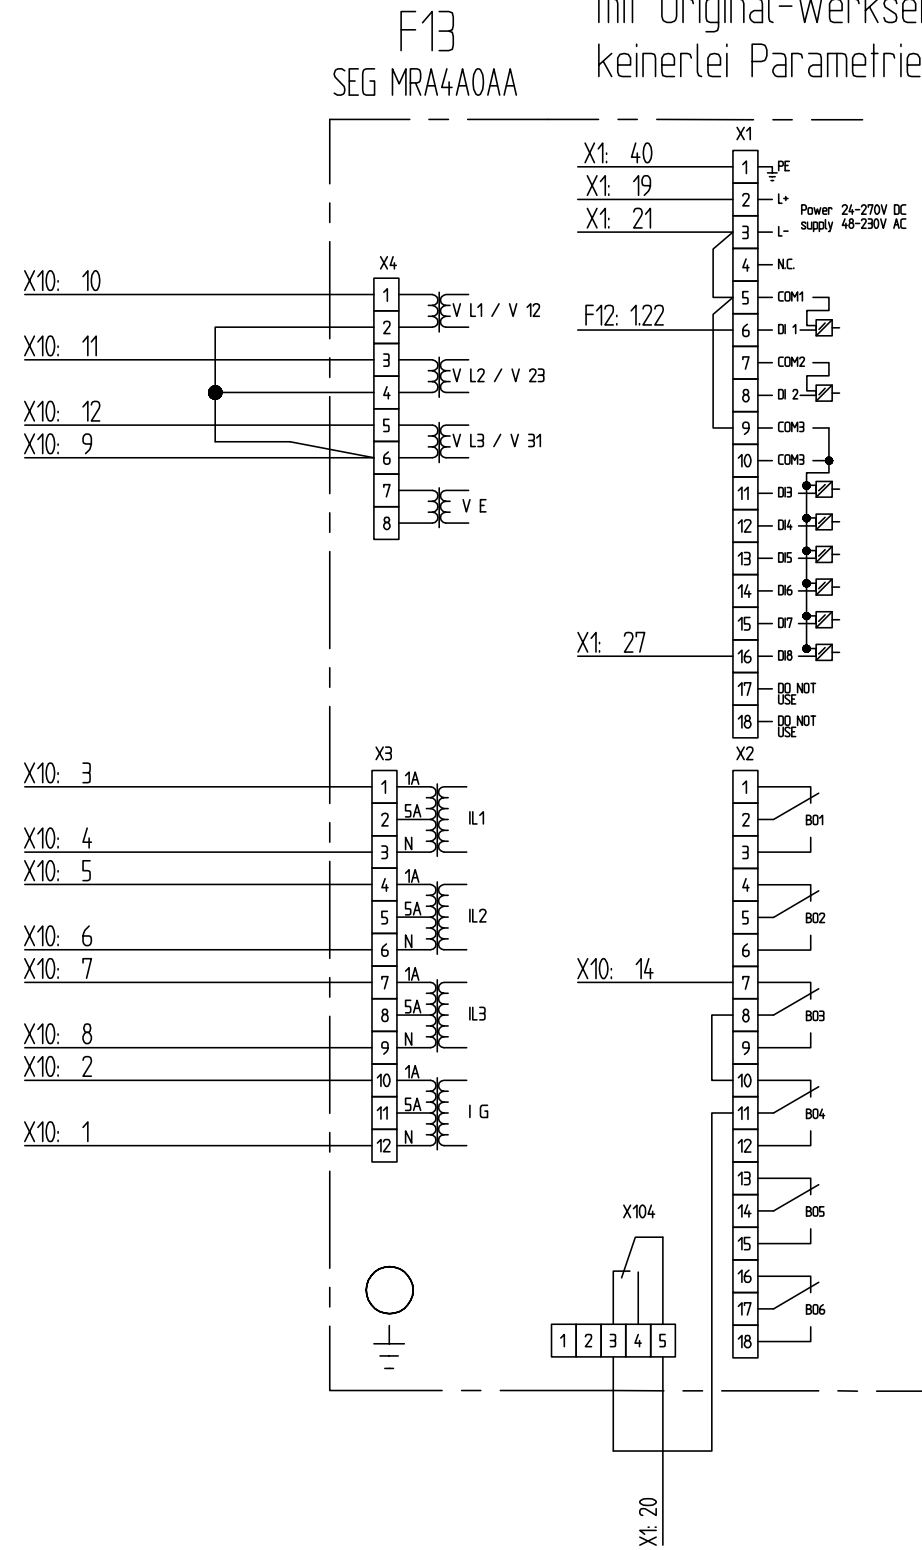 keinerlei Parametrie
F13
SEG MRA4A0AA
X1
X1: 40
1
PE
X1: 19
2
L+
Power 24-270V DC
supply 48-230V AC
X1: 21
3
L-
4
N.C.
5
COM1
F12: 1.22
6
DI 1
7
COM2
8
DI 2
9
COM3
10
COM3
11
DI3
12
DI4
13
DI5
14
DI6
15
DI7
X1: 27
16
DI8
17
DO NOT
USE
18
DO NOT
USE
X4
X10: 10
1
V L1 / V 12
2
X10: 11
3
V L2 / V 23
4
X10: 12
5
V L3 / V 31
X10: 9
6
7
V E
8
X3
X10: 3
1
1A
2
5A
IL1
X10: 4
3
N
X10: 5
4
1A
5
5A
IL2
X10: 6
6
N
X10: 7
7
1A
8
5A
IL3
X10: 8
9
N
X10: 2
10
1A
11
5A
I G
X10: 1
12
N
X2
1
2
BO1
3
4
5
BO2
6
X10: 14
7
8
BO3
9
10
11
BO4
12
13
14
BO5
15
16
17
BO6
18
X104
1 2 3 4 5
X1: 20